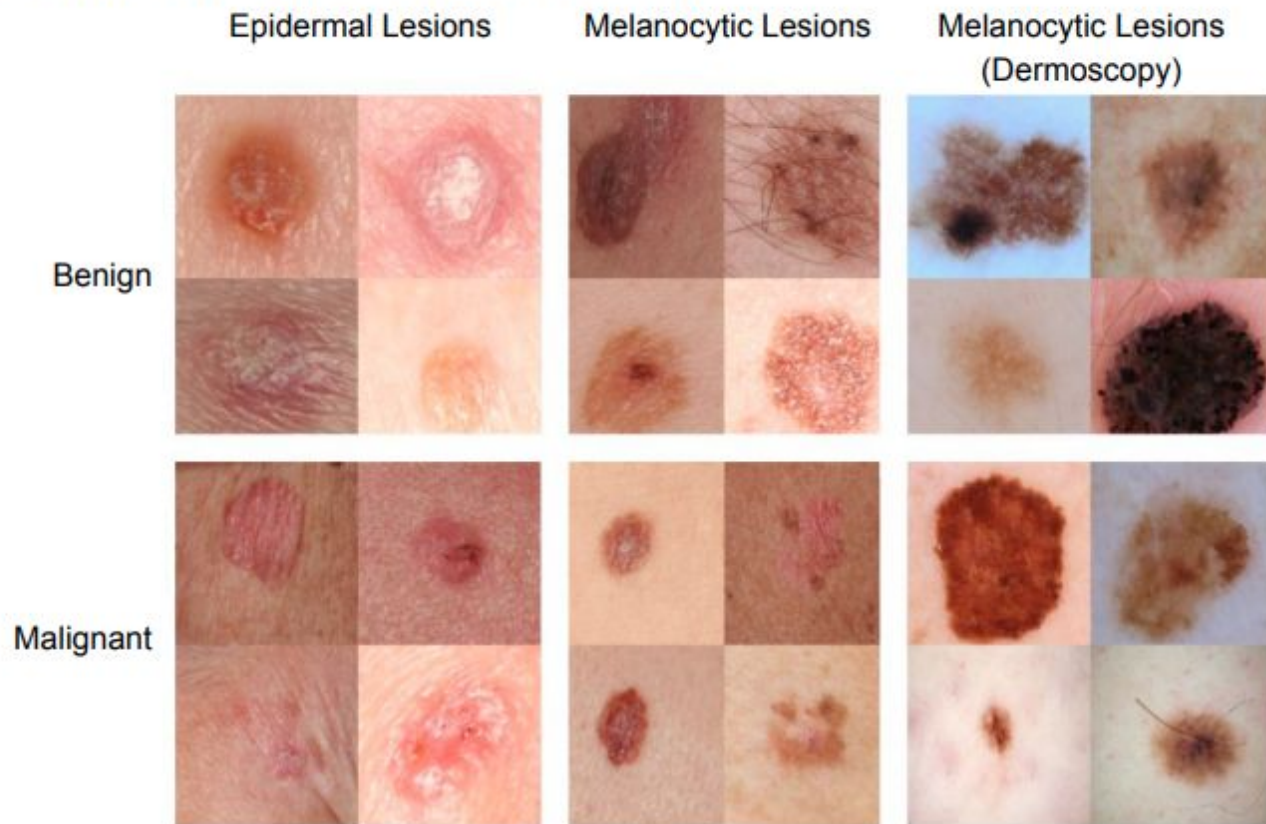 Epidermal Lesions
Melanocytic Lesions
Melanocytic Lesions
(Dermoscopy)
Benign
Malignant